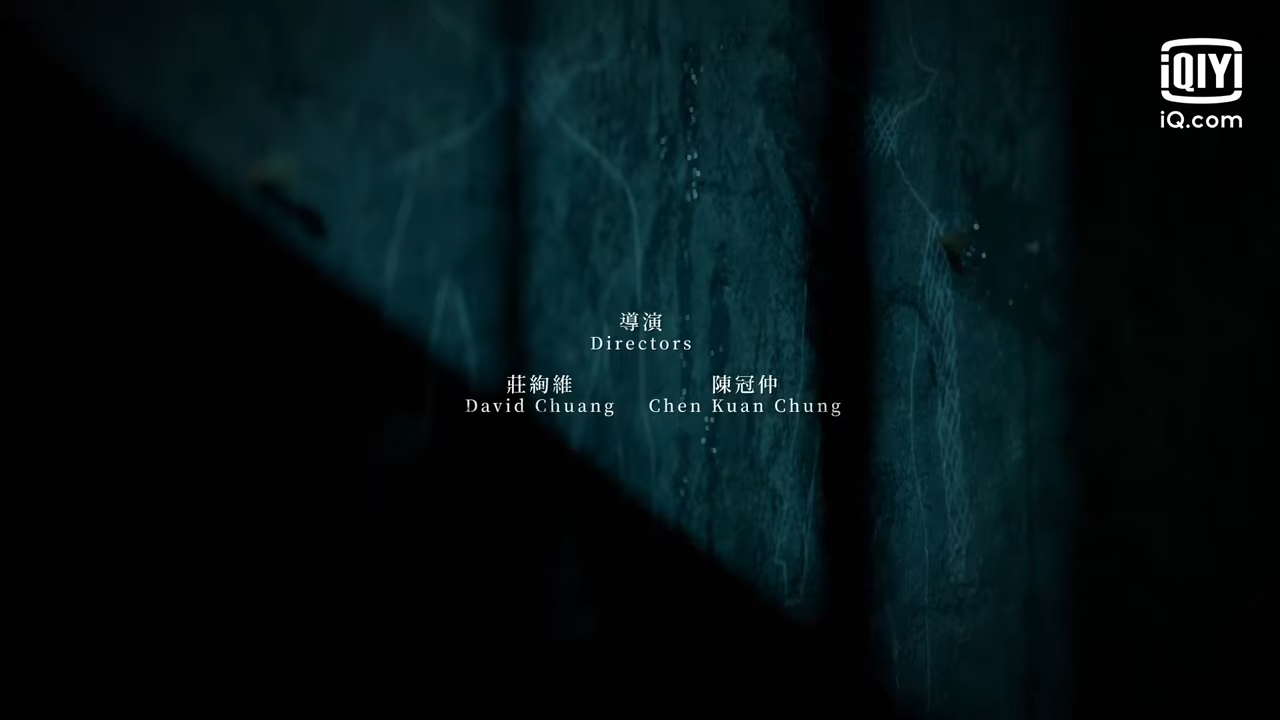 iQIYI
iQ.com
導演
Directors
莊絢維 陳冠仲
David Chuang Chen Kuan Chung